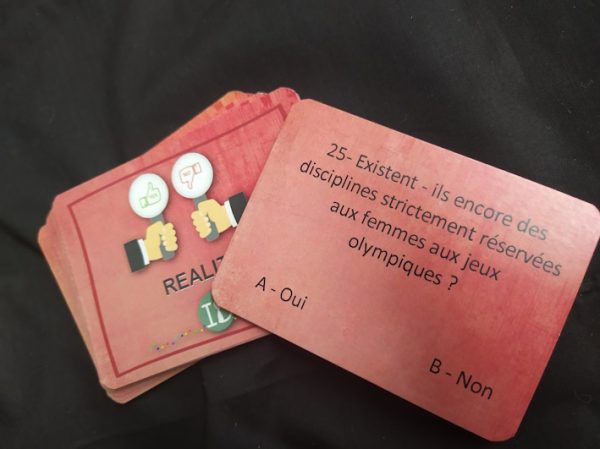 25- Existent - ils encore des
disciplines strictement réservées
aux femmes aux jeux
olympiques ?
A - Oui
B - Non